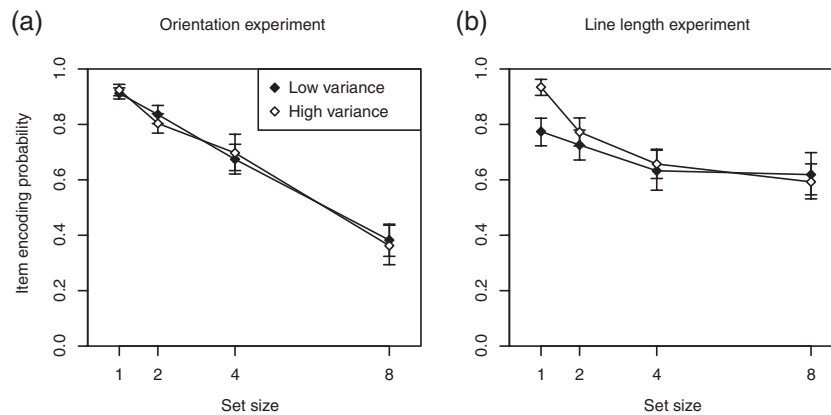 (a)
Orientation experiment
Item encoding probability
1.0
0.8
0.6
0.4
0.2
0.0
Low variance
High variance
1 2 4 8
Set size
(b)
Line length experiment
1.0
0.8
0.6
0.4
0.2
0.0
1 2 4 8
Set size